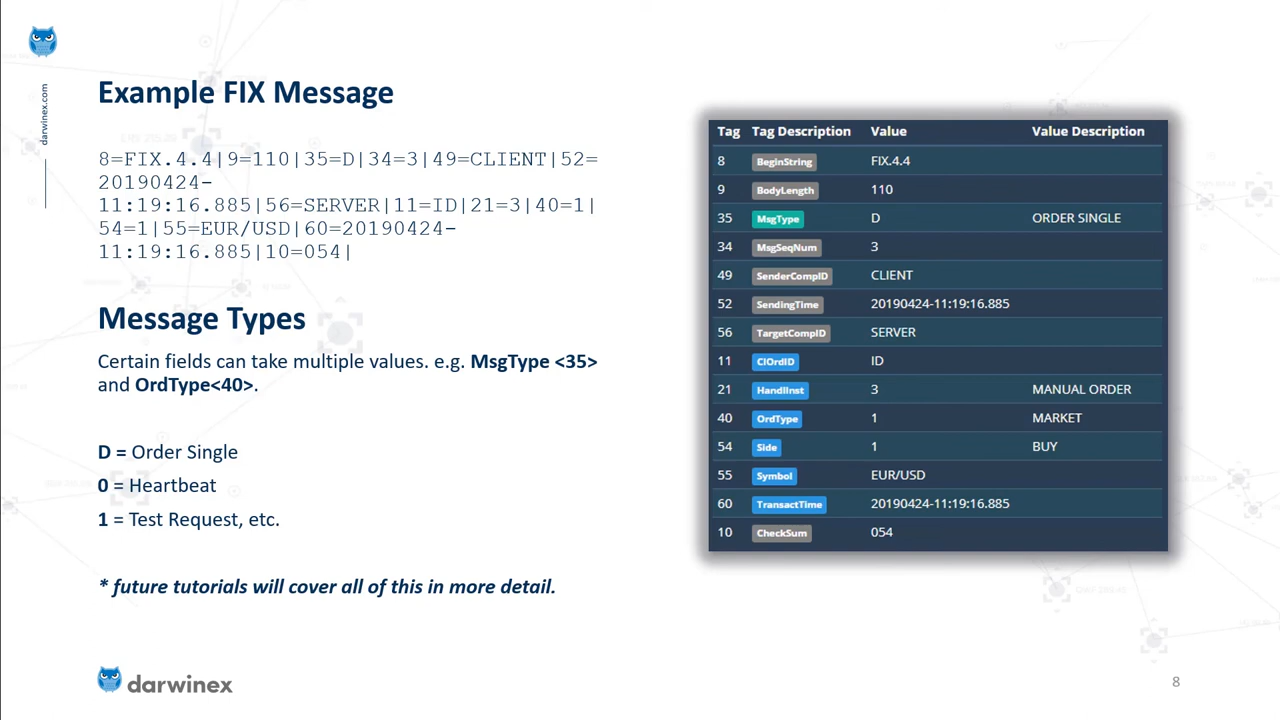 darwinex.com
Example FIX Message
8=FIX.4.4|9=110|35=D|34=3|49=CLIENT|52=
20190424-
11:19:16.885|56=SERVER|11=ID|21=3|40=1|
54=1|55=EUR/USD|60=20190424-
11:19:16.885|10=054|
Message Types
Certain fields can take multiple values. e.g. MsgType <35>
and OrdType<40>.
D = Order Single
0 = Heartbeat
1 = Test Request, etc.
* future tutorials will cover all of this in more detail.
Tag Tag Description Value Value Description
8 BeginString FIX.4.4
9 BodyLength 110
35 MsgType D ORDER SINGLE
34 MsgSeqNum 3
49 SenderCompID CLIENT
52 SendingTime 20190424-11:19:16.885
56 TargetCompID SERVER
11 ClOrdID ID
21 HandlInst 3 MANUAL ORDER
40 OrdType 1 MARKET
54 Side 1 BUY
55 Symbol EUR/USD
60 TransactTime 20190424-11:19:16.885
10 CheckSum 054
darwinex
8